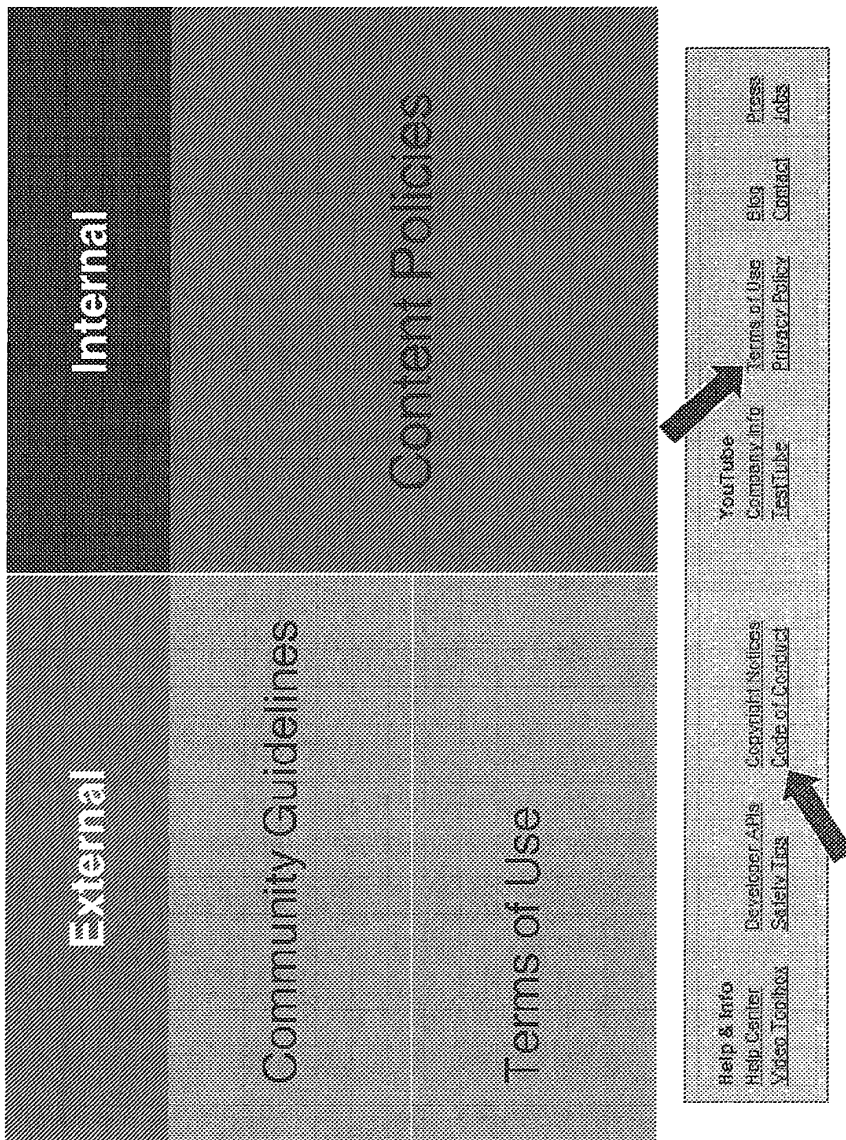 External
Internal
Community Guidelines
Content Policies
Terms of Use
Help & Info
YouTube
Help Center
Developer APIs
Copyright Notices
Company Info
Terms of Use
Blog
Press
Video Toolbox
Safety Tips
Code of Conduct
TestTube
Privacy Policy
Contact
Jobs